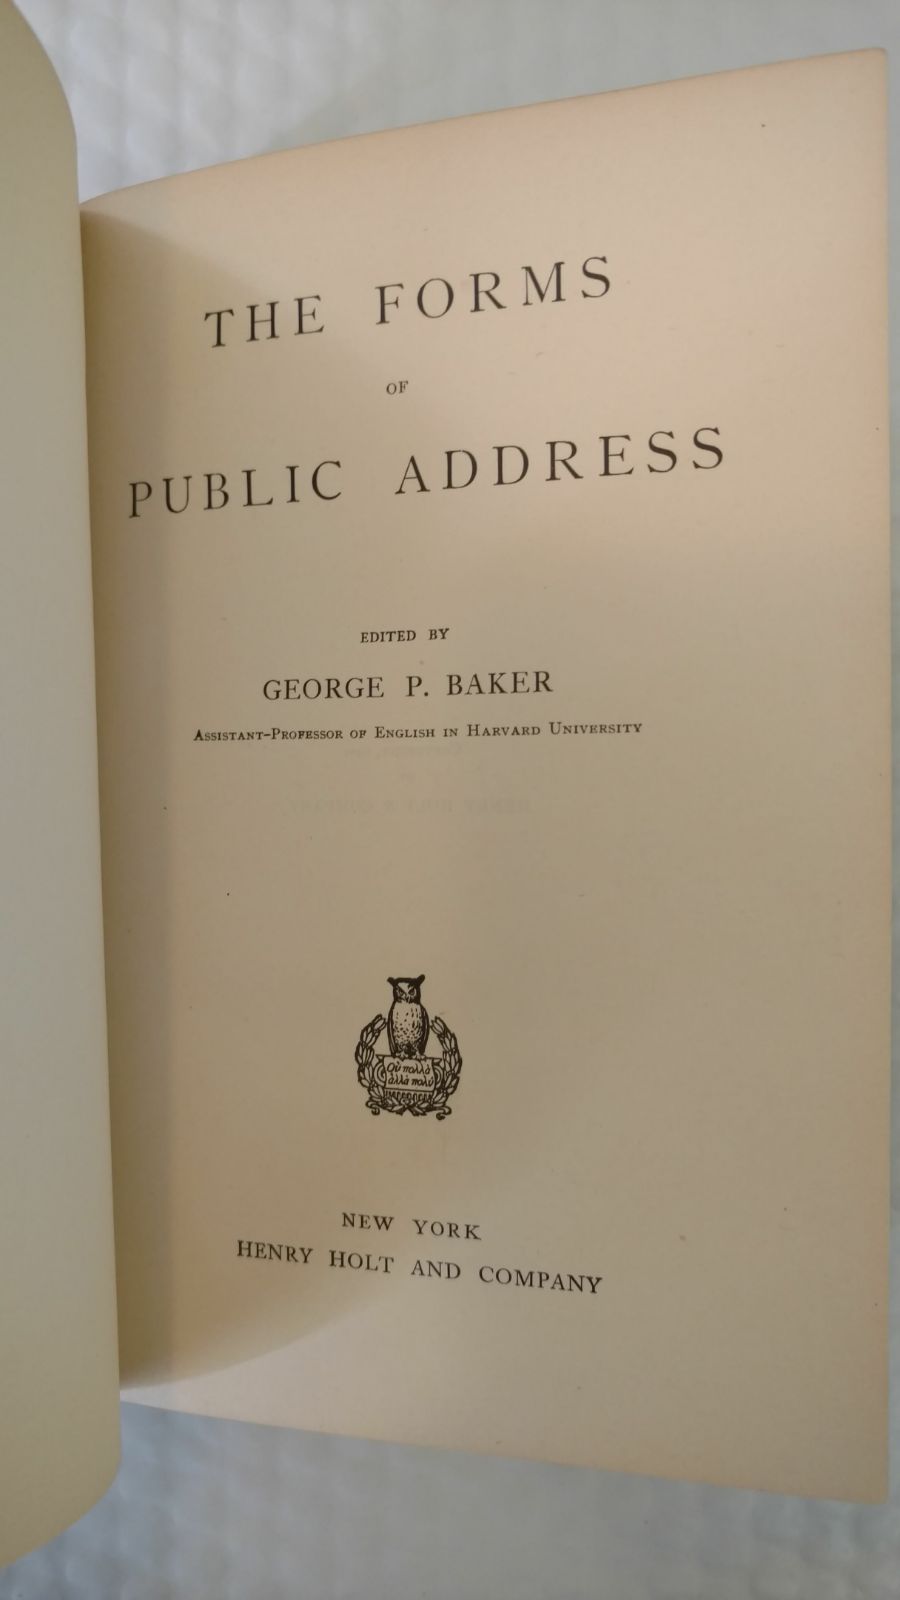 THE FORMS
OF
PUBLIC ADDRESS
EDITED BY
GEORGE P. BAKER
ASSISTANT-PROFESSOR OF ENGLISH IN HARVARD UNIVERSITY
Οὐ πολλὰ
ἀλλὰ πολύ
NEW YORK
HENRY HOLT AND COMPANY